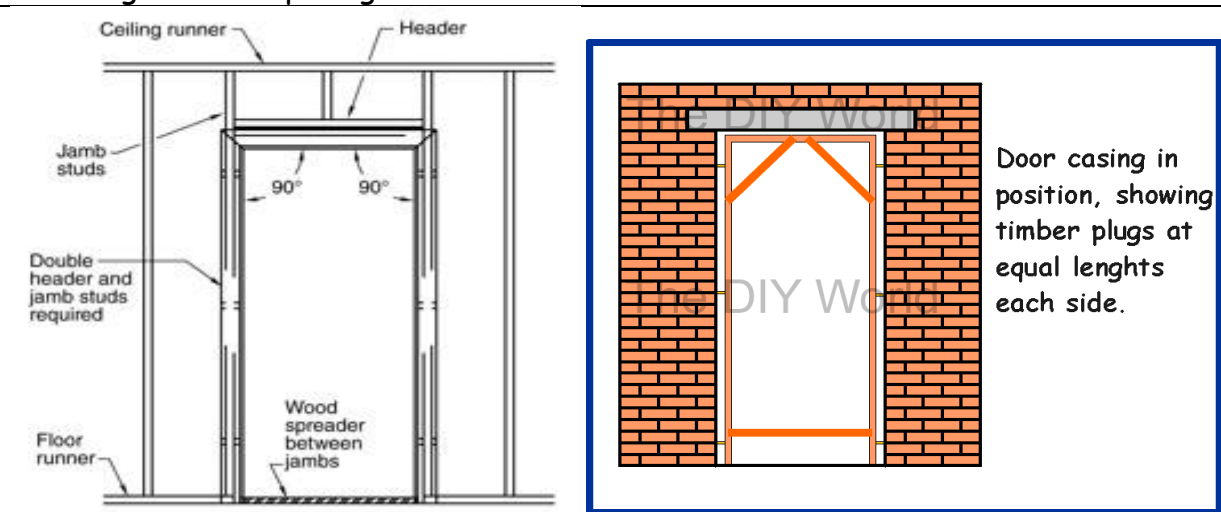 Ceiling runner
Header
Jamb
studs
90°
90°
Double
header and
jamb studs
required
Wood
spreader
between
jambs
Floor
runner
The DIY World
The DIY World
Door casing in
position, showing
timber plugs at
equal lenghts
each side.